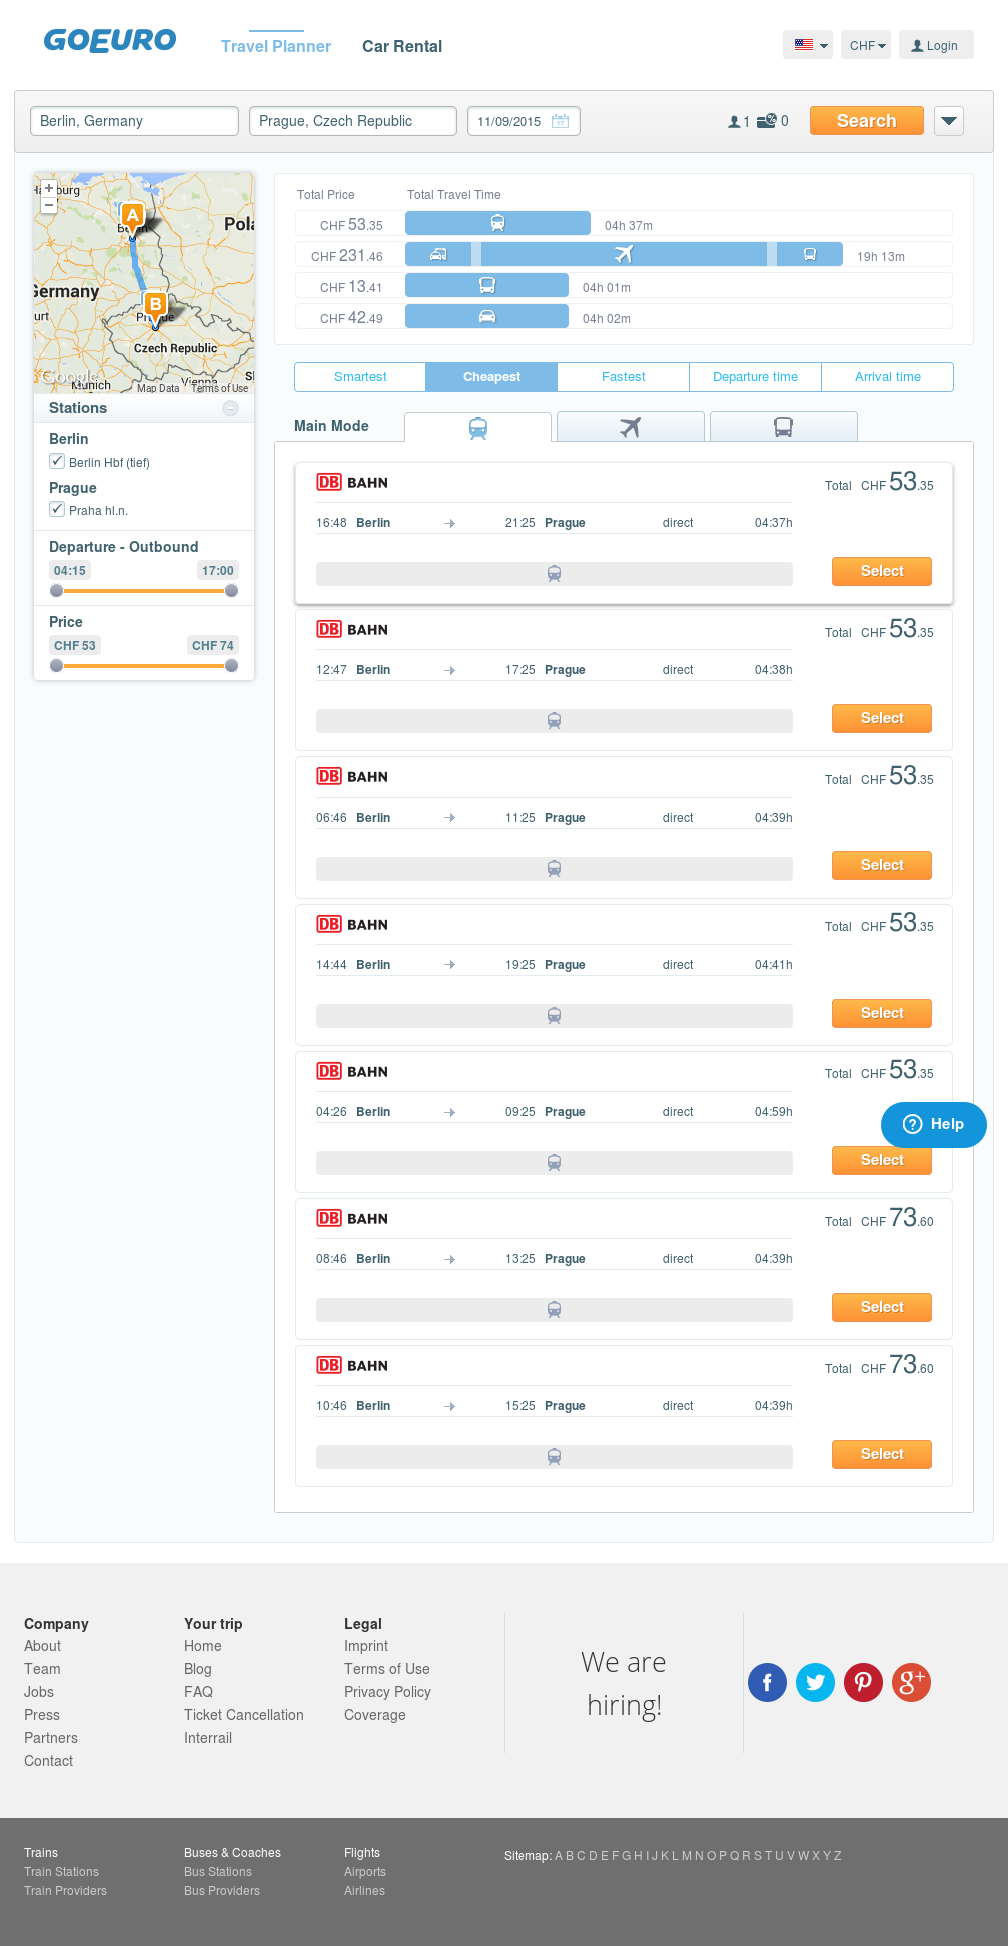 GOEURO
Travel Planner Car Rental
CHF Login
Berlin, Germany Prague, Czech Republic 11/09/2015 1 0 Search
Total Price Total Travel Time
CHF 53.35 04h 37m
CHF 231.46 19h 13m
CHF 13.41 04h 01m
CHF 42.49 04h 02m
Smartest Cheapest Fastest Departure time Arrival time
Main Mode
A
B
Germany
Czech Republic
Google
Map Data Terms of Use
Stations
Berlin
Berlin Hbf (tief)
Prague
Praha hl.n.
Departure - Outbound
04:15 17:00
Price
CHF 53 CHF 74
DB BAHN Total CHF 53.35
16:48 Berlin 21:25 Prague direct 04:37h
Select
DB BAHN Total CHF 53.35
12:47 Berlin 17:25 Prague direct 04:38h
Select
DB BAHN Total CHF 53.35
06:46 Berlin 11:25 Prague direct 04:39h
Select
DB BAHN Total CHF 53.35
14:44 Berlin 19:25 Prague direct 04:41h
Select
DB BAHN Total CHF 53.35
04:26 Berlin 09:25 Prague direct 04:59h
? Help
Select
DB BAHN Total CHF 73.60
08:46 Berlin 13:25 Prague direct 04:39h
Select
DB BAHN Total CHF 73.60
10:46 Berlin 15:25 Prague direct 04:39h
Select
Company
About
Team
Jobs
Press
Partners
Contact
Your trip
Home
Blog
FAQ
Ticket Cancellation
Interrail
Legal
Imprint
Terms of Use
Privacy Policy
Coverage
We are
hiring!
Trains
Train Stations
Train Providers
Buses & Coaches
Bus Stations
Bus Providers
Flights
Airports
Airlines
Sitemap: A B C D E F G H I J K L M N O P Q R S T U V W X Y Z